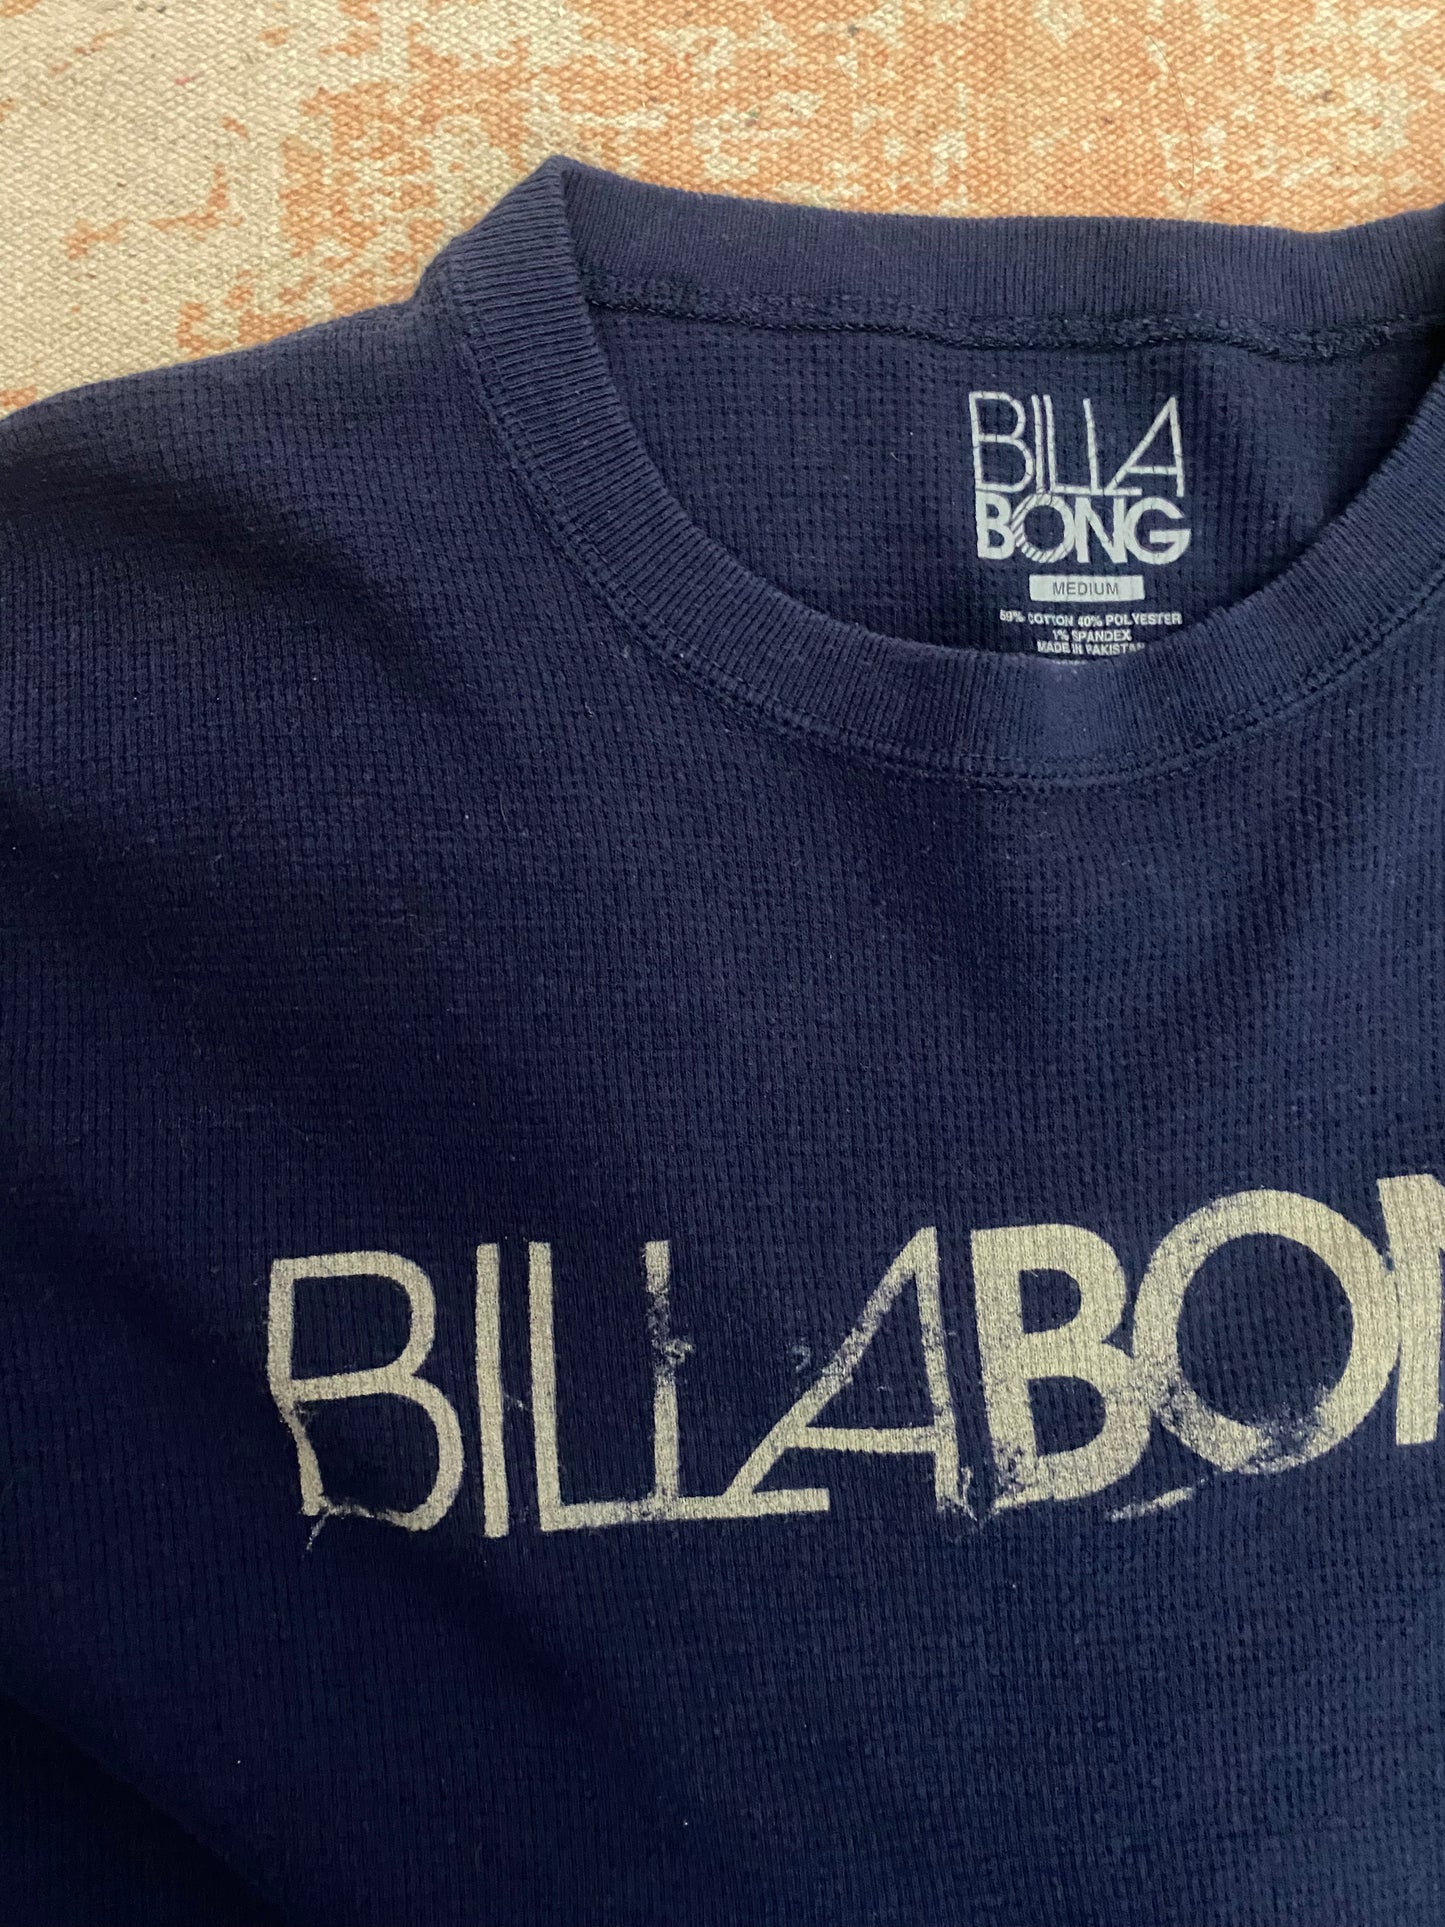 BILLA
BONG
MEDIUM
59% COTTON 40% POLYESTER
1% SPANDEX
MADE IN PAKISTAN
BILLABON